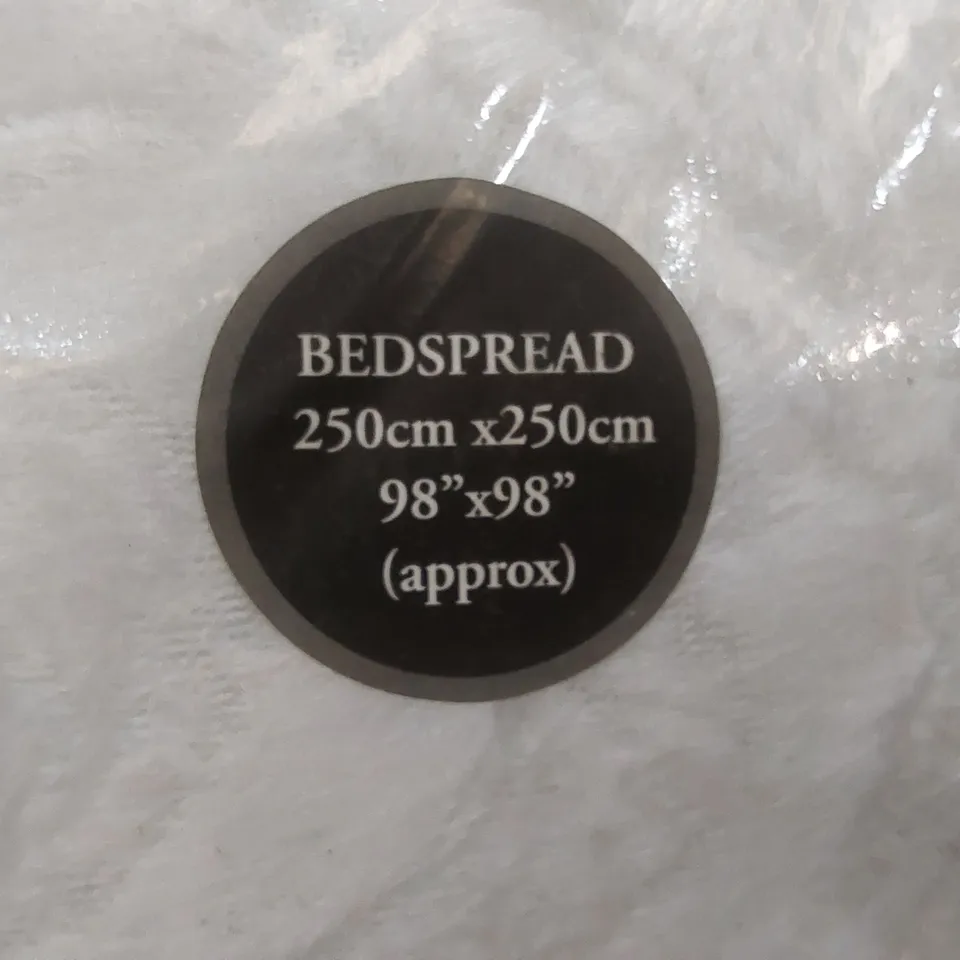 BEDSPREAD
250cm x250cm
98”x98”
(approx)